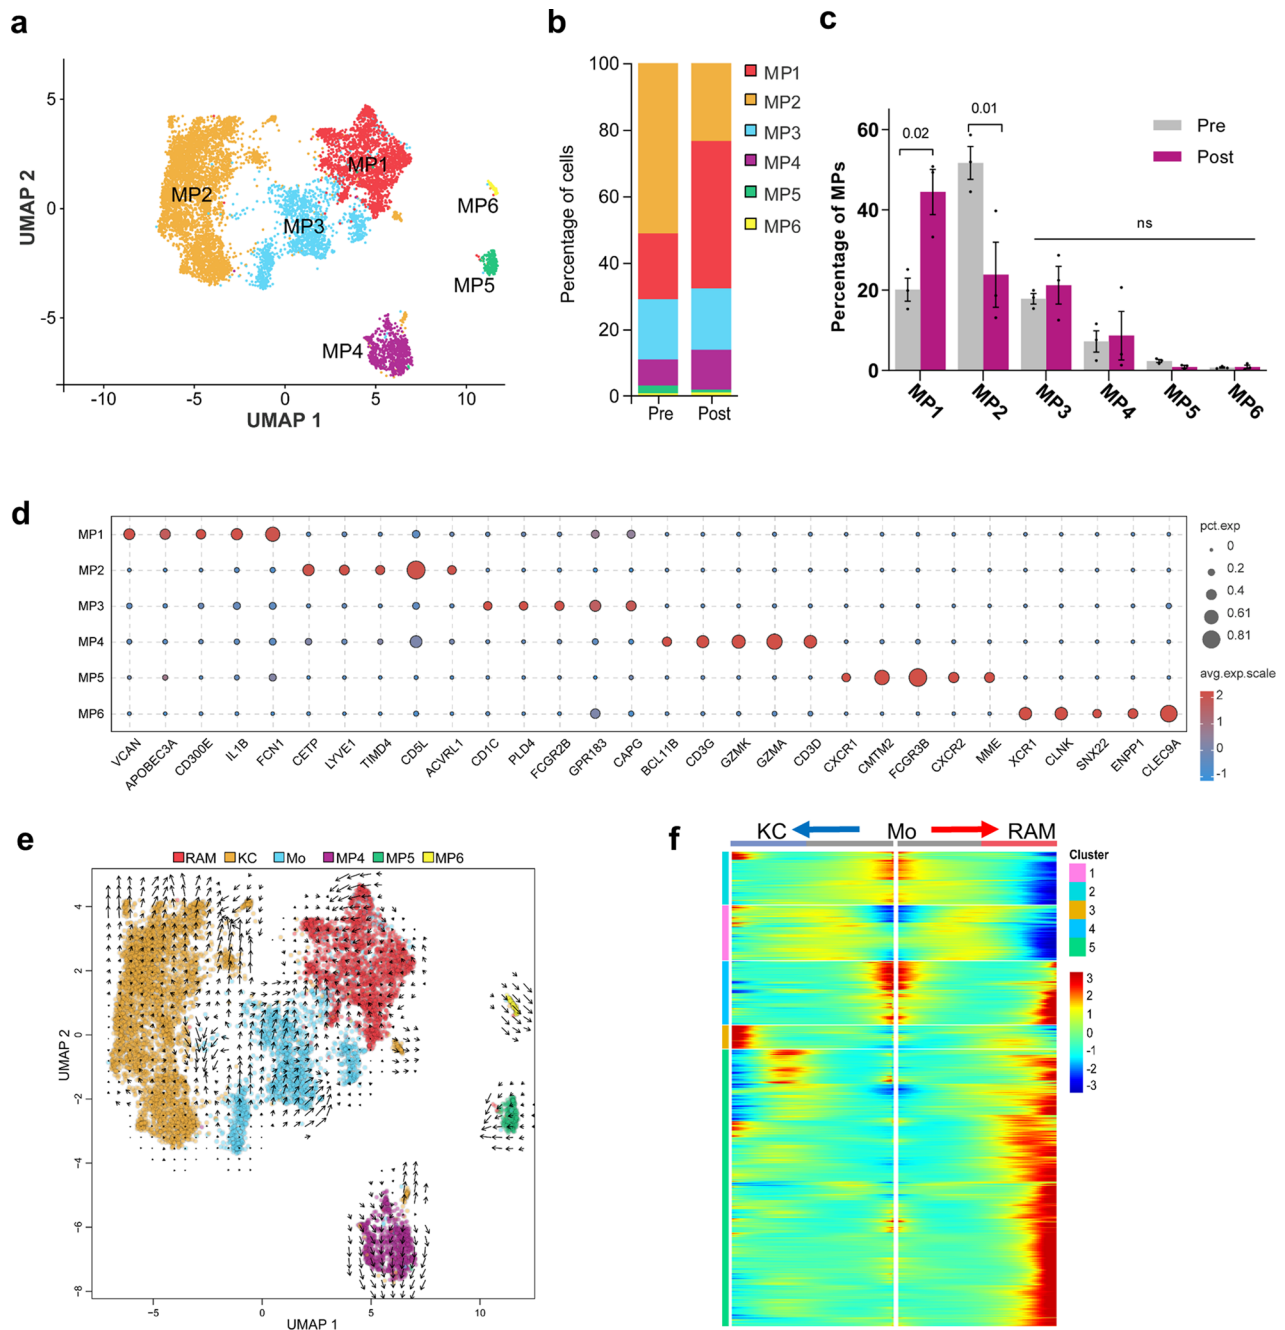 a
UMAP 2
5
0
-5
-10
-5
0
5
10
UMAP 1
MP1
MP2
MP3
MP6
MP5
MP4
b
Percentage of cells
100
80
60
40
20
0
Pre
Post
MP1
MP2
MP3
MP4
MP5
MP6
c
Percentage of MPs
60
40
20
0
0.02
0.01
ns
Pre
Post
MP1
MP2
MP3
MP4
MP5
MP6
d
MP1
MP2
MP3
MP4
MP5
MP6
VCAN
APOBEC3A
CD300E
IL1B
FCN1
CETP
LYVE1
TIMD4
CD5L
ACVRL1
CD1C
PLD4
FCGR2B
GPR183
CAPG
BCL11B
CD3G
GZMK
GZMA
CD3D
CXCR1
CMTM2
FCGR3B
CXCR2
MME
XCR1
CLNK
SNX22
ENPP1
CLEC9A
pct.exp
0
0.2
0.4
0.61
0.81
avg.exp.scale
2
1
0
-1
e
RAM KC Mo MP4 MP5 MP6
UMAP 2
4
2
0
-2
-4
-6
-8
-5
0
5
10
UMAP 1
f
KC Mo RAM
Cluster
1
2
3
4
5
3
2
1
0
-1
-2
-3